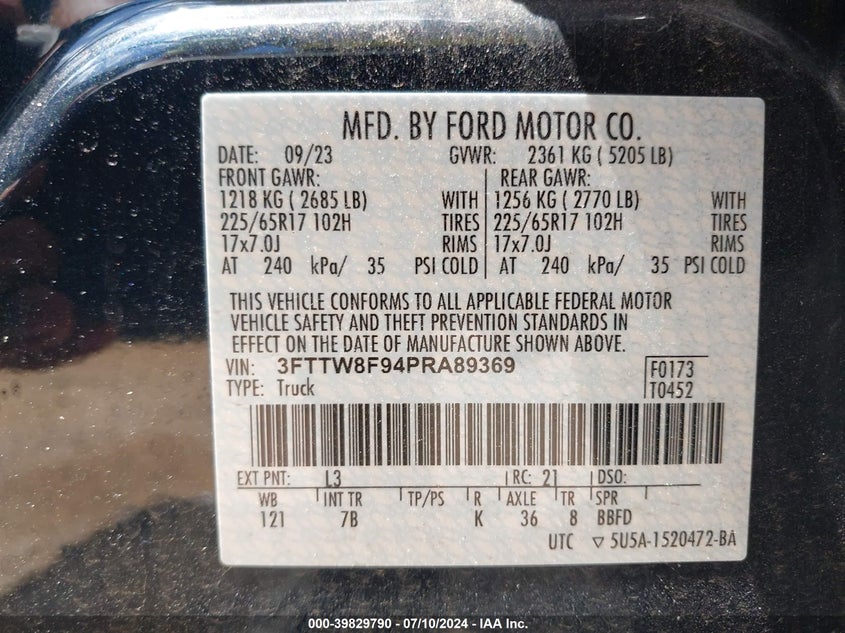 MFD. BY FORD MOTOR CO.
DATE: 09/23 GVWR: 2361 KG ( 5205 LB)
FRONT GAWR: REAR GAWR:
1218 KG ( 2685 LB) WITH 1256 KG ( 2770 LB) WITH
225/65R17 102H TIRES 225/65R17 102H TIRES
17x7.0J RIMS 17x7.0J RIMS
AT 240 kPa/ 35 PSI COLD AT 240 kPa/ 35 PSI COLD
THIS VEHICLE CONFORMS TO ALL APPLICABLE FEDERAL MOTOR
VEHICLE SAFETY AND THEFT PREVENTION STANDARDS IN
EFFECT ON THE DATE OF MANUFACTURE SHOWN ABOVE.
VIN: 3FTTW8F94PRA89369 F0173
TYPE: Truck T0452
EXT PNT: L3 RC: 21 DSO:
WB INT TR TP/PS R AXLE TR SPR
121 7B K 36 8 BBFD
UTC ▽ 5U5A-1520472-BA
000-39829790 - 07/10/2024 - IAA Inc.